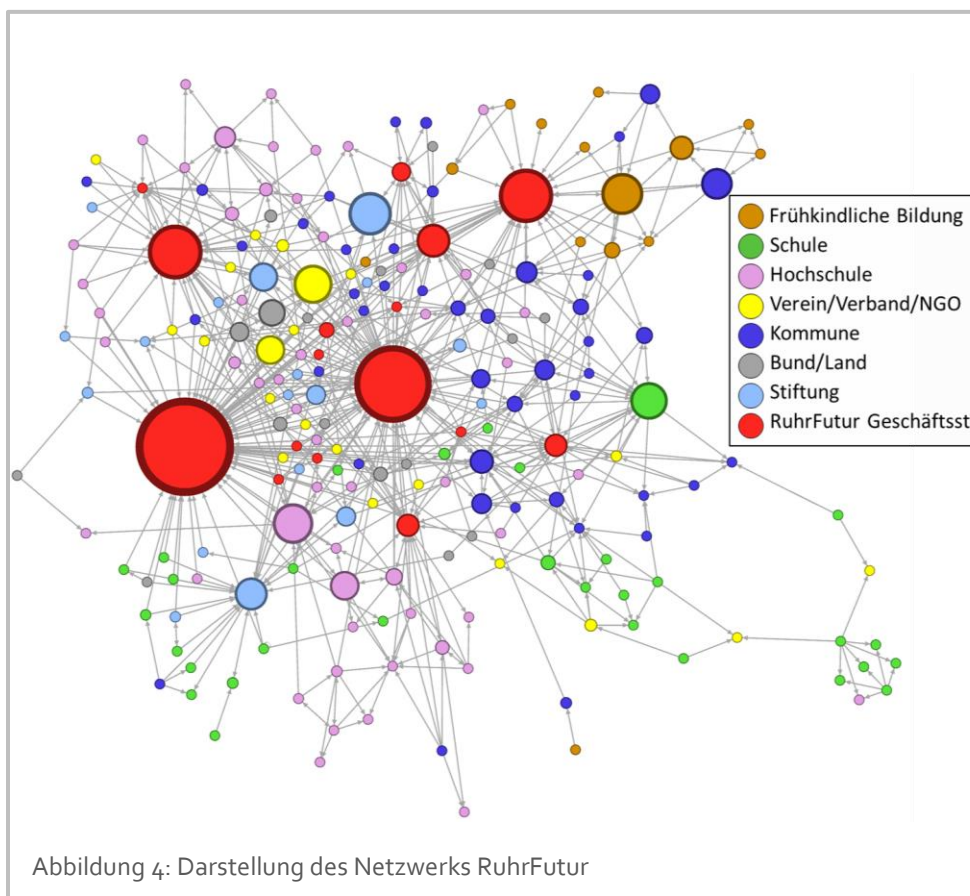 Frühkindliche Bildung
Schule
Hochschule
Verein/Verband/NGO
Kommune
Bund/Land
Stiftung
RuhrFutur Geschäftsst
Abbildung 4: Darstellung des Netzwerks RuhrFutur